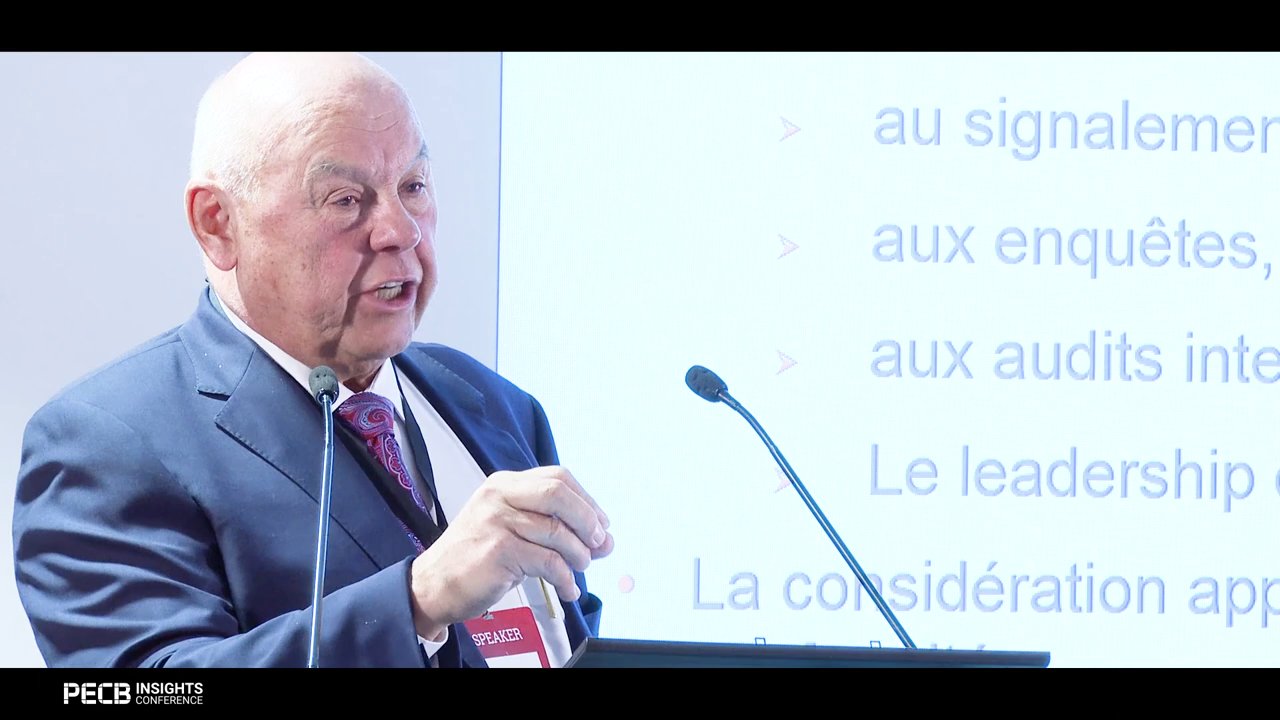 au signalemen
aux enquêtes,
aux audits inte
Le leadership
La considération app
SPEAKER
PECB INSIGHTS
CONFERENCE